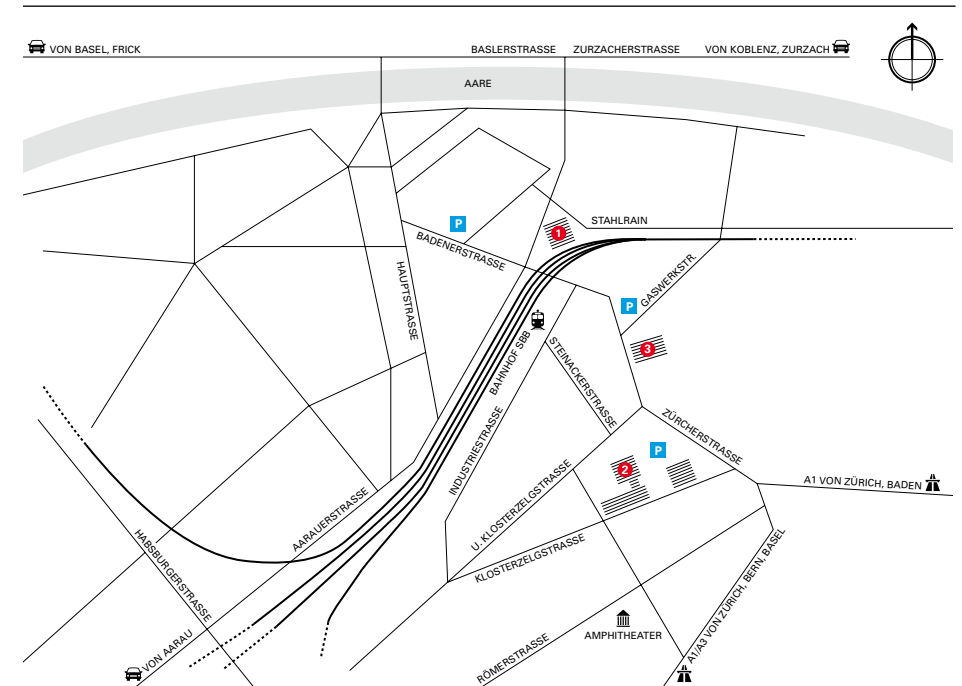 VON BASEL, FRICK
BASLERSTRASSE
ZURZACHERSTRASSE
VON KOBLENZ, ZURZACH
AARE
P
STAHLRAIN
1
BADENERSTRASSE
HAUPTSTRASSE
GASWERKSTR.
P
BAHNHOF SBB
STEINACKERSTRASSE
3
INDUSTRIESTRASSE
ZÜRCHERSTRASSE
P
2
A1 VON ZÜRICH, BADEN
AARAUERSTRASSE
U. KLOSTERZELGSTRASSE
HABSBURGERSTRASSE
KLOSTERZELGSTRASSE
A1/A3 VON ZÜRICH, BERN, BASEL
AMPHITHEATER
VON AARAU
RÖMERSTRASSE